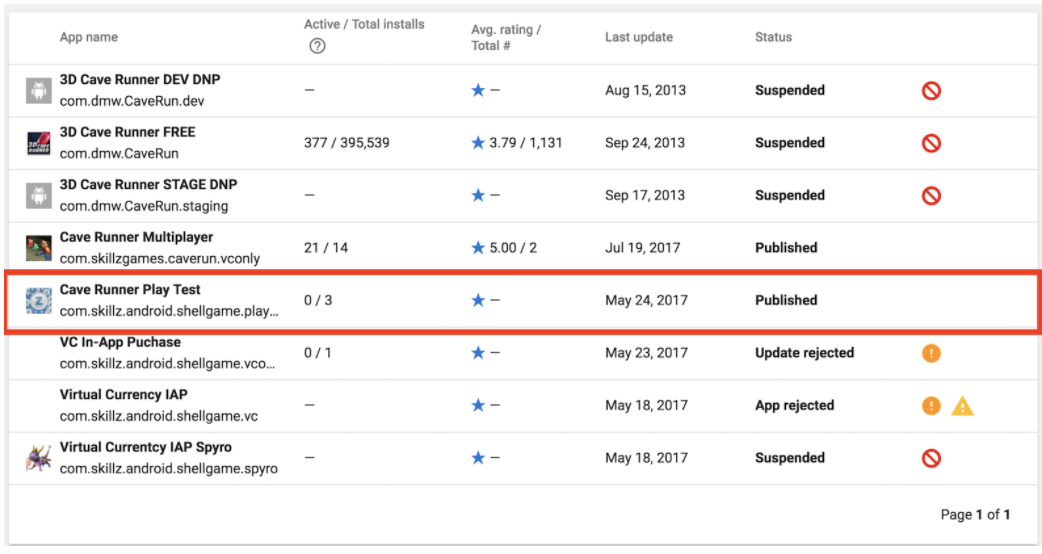 App name
Active / Total installs
Avg. rating /
Total #
Last update
Status
3D Cave Runner DEV DNP
com.dmw.CaveRun.dev
– ★ – Aug 15, 2013 Suspended
3D Cave Runner FREE
com.dmw.CaveRun
377 / 395,539 ★ 3.79 / 1,131 Sep 24, 2013 Suspended
3D Cave Runner STAGE DNP
com.dmw.CaveRun.staging
– ★ – Sep 17, 2013 Suspended
Cave Runner Multiplayer
com.skillzgames.caverun.vconly
21 / 14 ★ 5.00 / 2 Jul 19, 2017 Published
Cave Runner Play Test
com.skillz.android.shellgame.play...
0 / 3 ★ – May 24, 2017 Published
VC In-App Puchase
com.skillz.android.shellgame.vco...
0 / 1 ★ – May 23, 2017 Update rejected
Virtual Currency IAP
com.skillz.android.shellgame.vc
– ★ – May 18, 2017 App rejected
Virtual Currentcy IAP Spyro
com.skillz.android.shellgame.spyro
– ★ – May 18, 2017 Suspended
Page 1 of 1